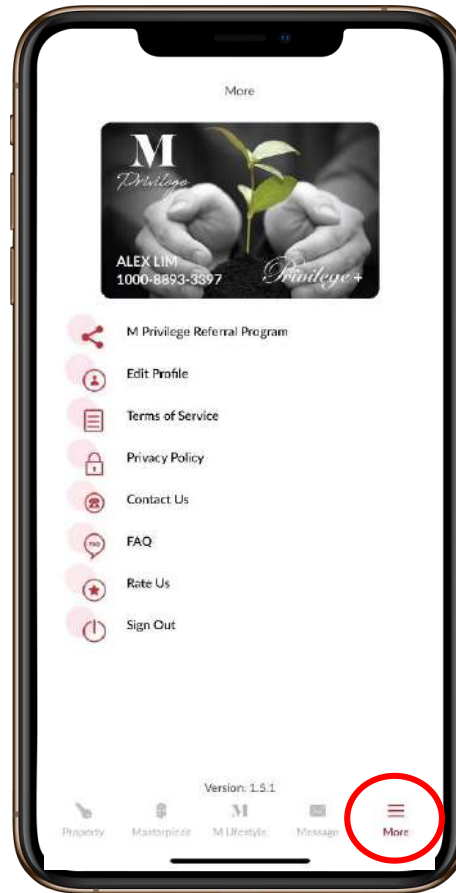 More
M
Privilege
ALEX LIM
1000-8893-3397
Privilege +
M Privilege Referral Program
Edit Profile
Terms of Service
Privacy Policy
Contact Us
FAQ
FAQ
Rate Us
Sign Out
Version: 1.5.1
Property
Masterpiece
M Lifestyle
Message
More